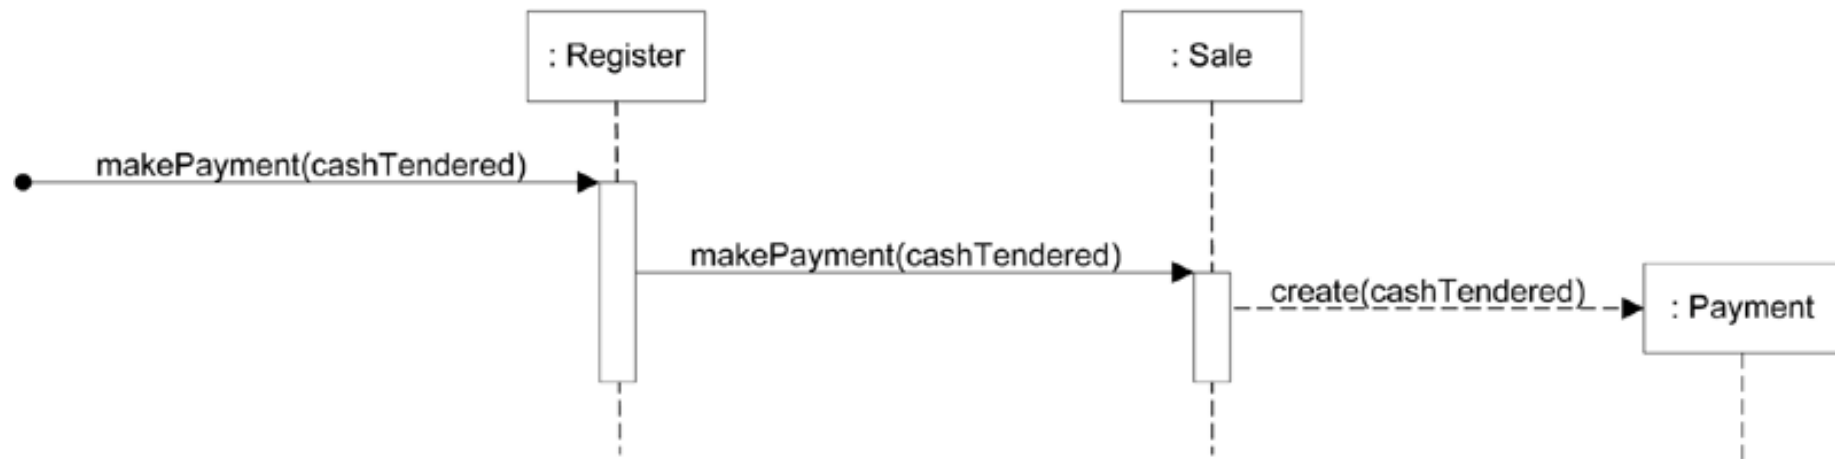 : Register
: Sale
makePayment(cashTendered)
makePayment(cashTendered)
create(cashTendered)
: Payment